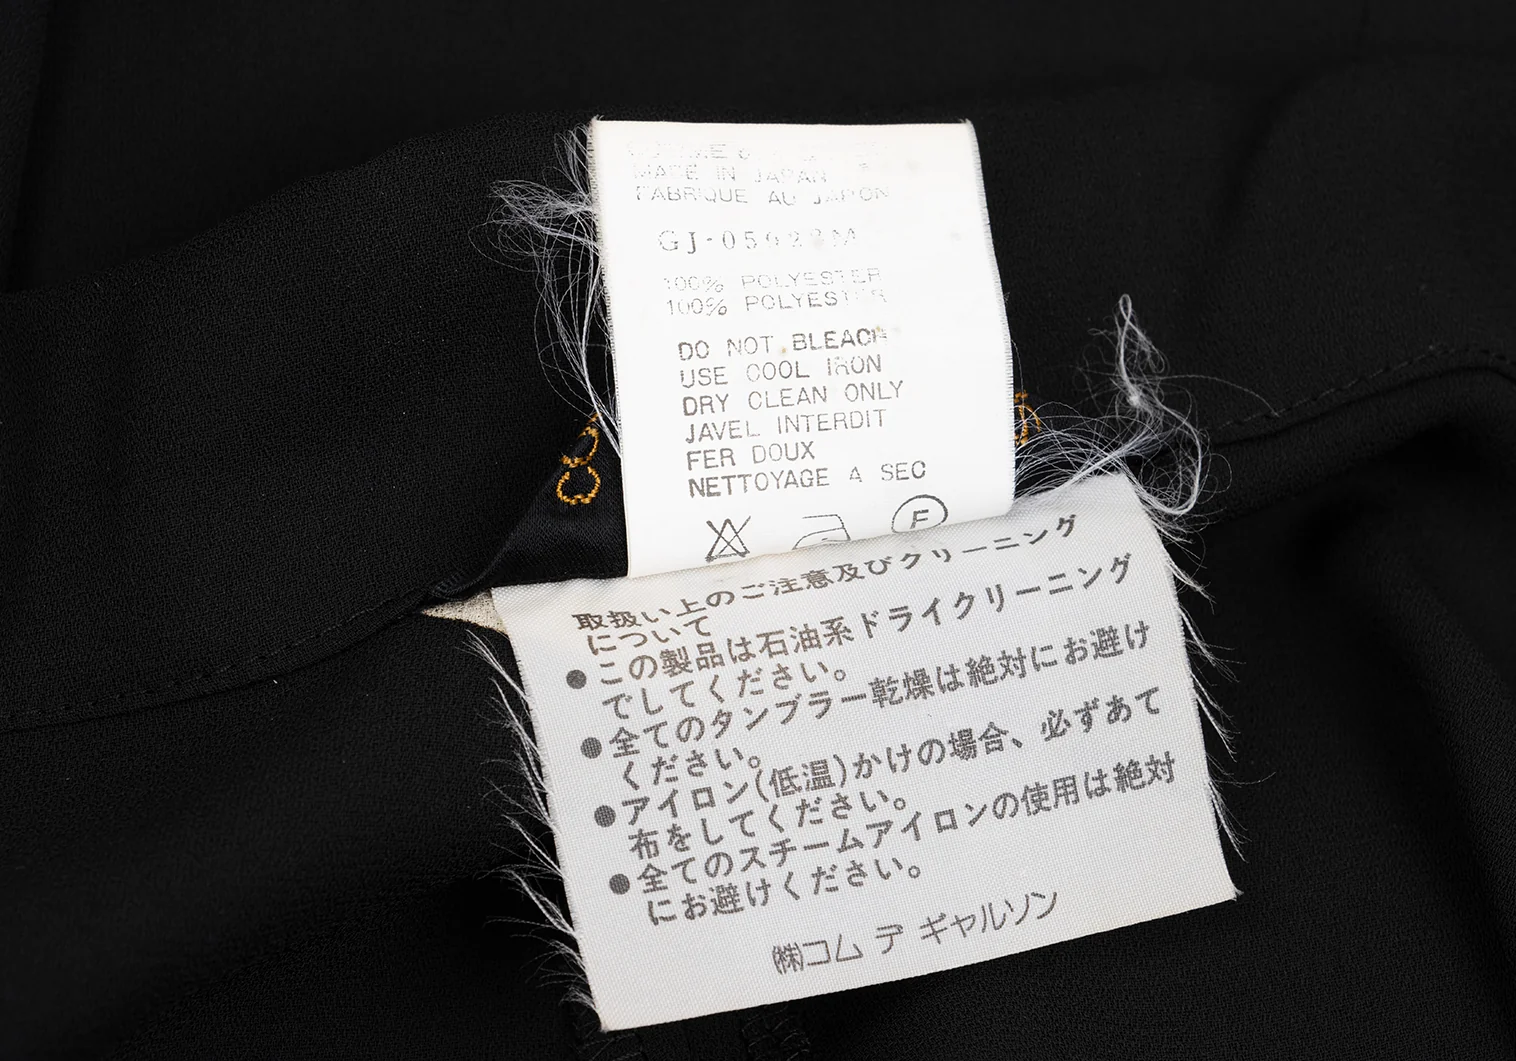 MADE IN JAPAN
FABRIQUE AU JAPON
100% POLYESTER
100% POLYESTER
DO NOT BLEACH
USE COOL IRON
DRY CLEAN ONLY
JAVEL INTERDIT
FER DOUX
NETTOYAGE A SEC
F
取扱い上のご注意及びクリーニング
について
●この製品は石油系ドライクリーニング
でしてください。
●全てのタンブラー乾燥は絶対にお避け
ください。
●アイロン(低温)かけの場合、必ずあて
布をしてください。
●全てのスチームアイロンの使用は絶対
にお避けください。
㈱コム デ ギャルソン